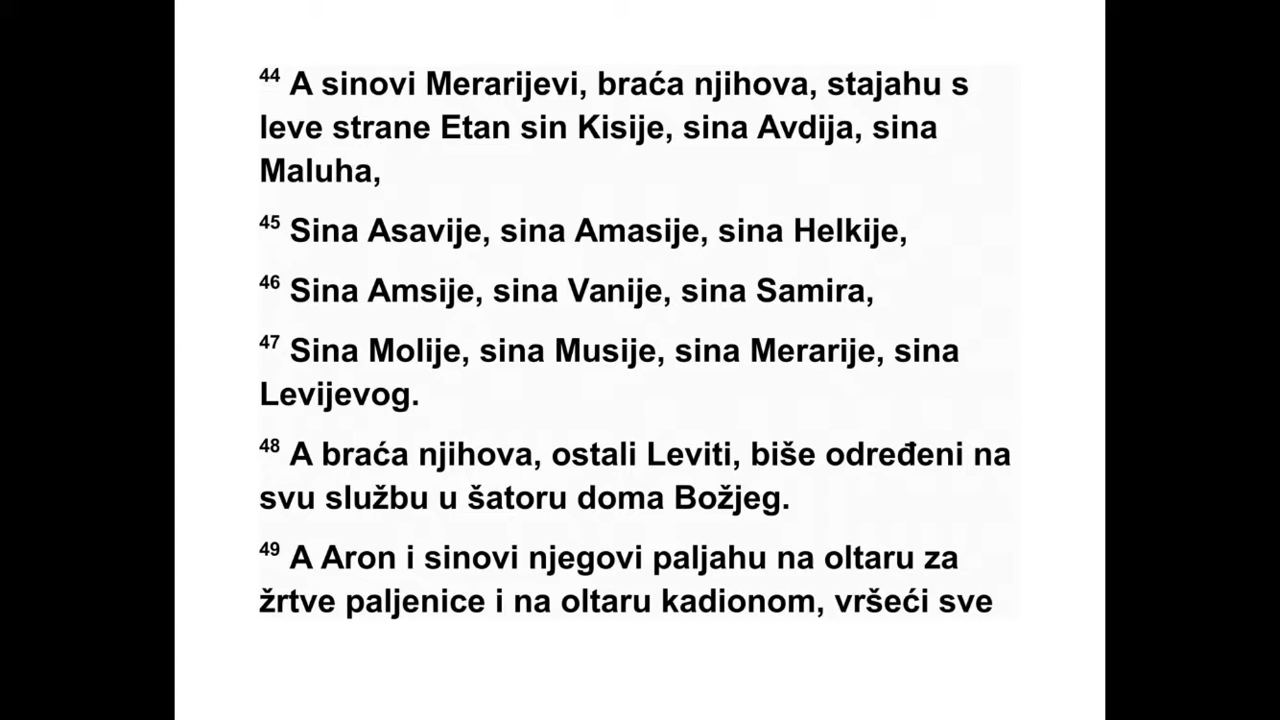 44 A sinovi Merarijevi, braća njihova, stajahu s
leve strane Etan sin Kisije, sina Avdija, sina
Maluha,
45 Sina Asavije, sina Amasije, sina Helkije,
46 Sina Amsije, sina Vanije, sina Samira,
47 Sina Molije, sina Musije, sina Merarije, sina
Levijevog.
48 A braća njihova, ostali Leviti, biše određeni na
svu službu u šatoru doma Božjeg.
49 A Aron i sinovi njegovi paljahu na oltaru za
žrtve paljenice i na oltaru kadionom, vršeći sve